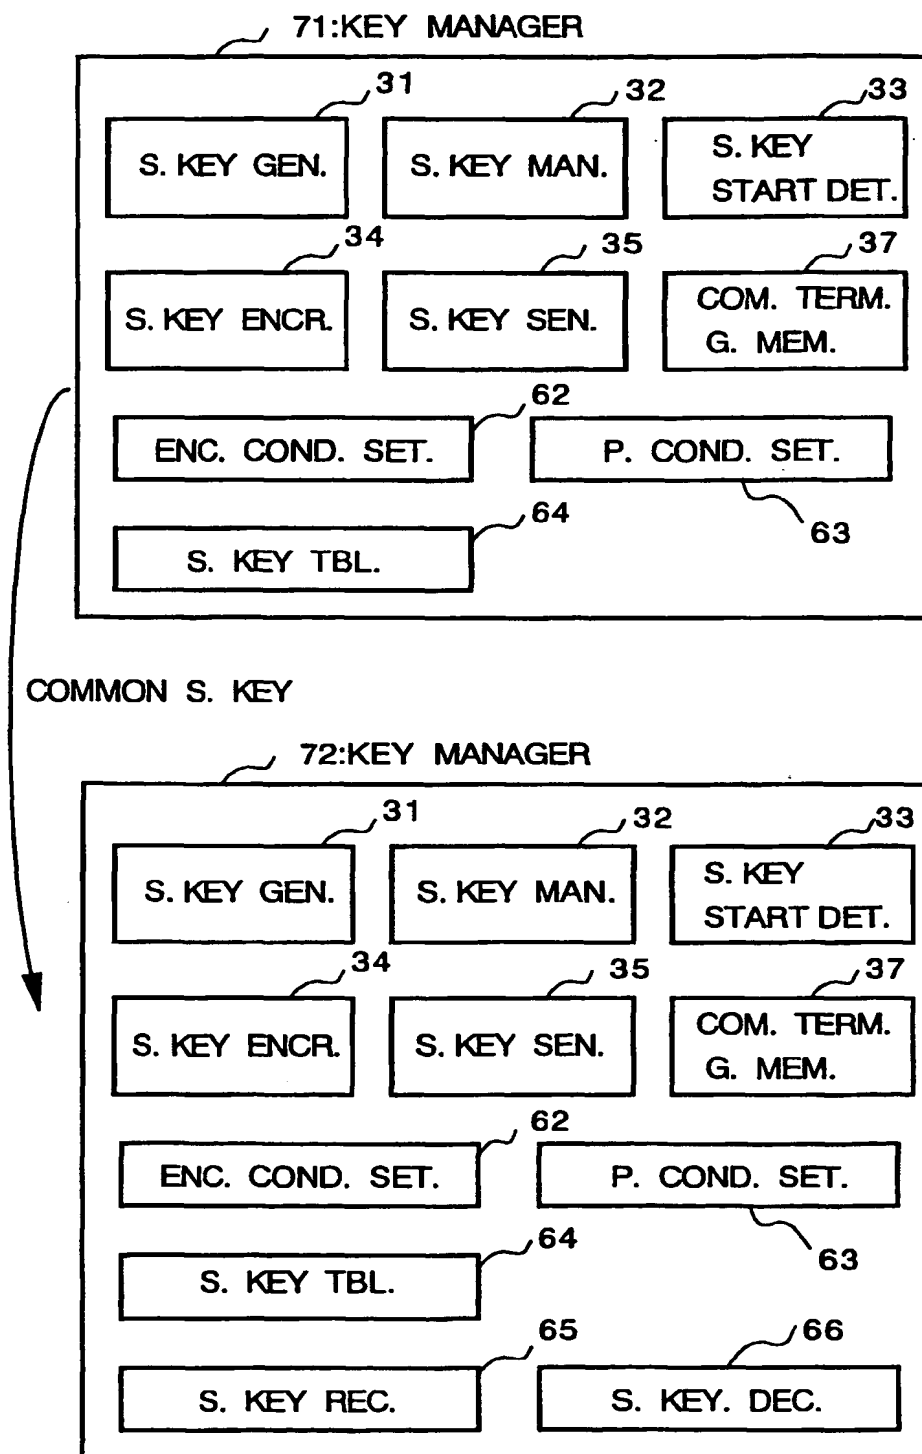 71:KEY MANAGER
31
32
33
S. KEY GEN.
S. KEY MAN.
S. KEY
START DET.
34
35
37
S. KEY ENCR.
S. KEY SEN.
COM. TERM.
G. MEM.
62
ENC. COND. SET.
P. COND. SET.
64
63
S. KEY TBL.
COMMON S. KEY
72:KEY MANAGER
31
32
33
S. KEY GEN.
S. KEY MAN.
S. KEY
START DET.
34
35
37
S. KEY ENCR.
S. KEY SEN.
COM. TERM.
G. MEM.
62
ENC. COND. SET.
P. COND. SET.
64
63
S. KEY TBL.
65
66
S. KEY REC.
S. KEY. DEC.